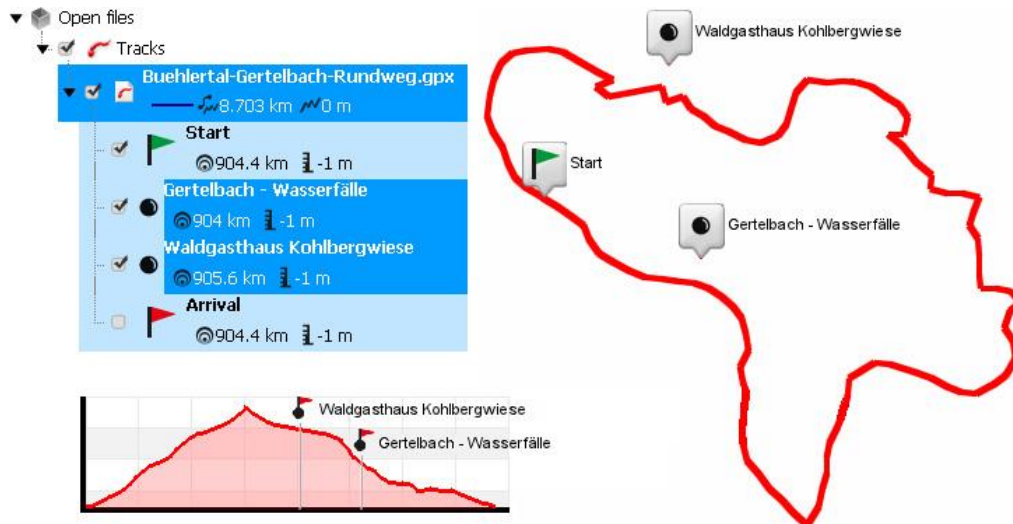 Open files
Tracks
Buehlertal-Gertelbach-Rundweg.gpx
8.703 km 0 m
Start
904.4 km -1 m
Gertelbach - Wasserfälle
904 km -1 m
Waldgasthaus Kohlbergwiese
905.6 km -1 m
Arrival
904.4 km -1 m
Waldgasthaus Kohlbergwiese
Start
Gertelbach - Wasserfälle
Waldgasthaus Kohlbergwiese
Gertelbach - Wasserfälle